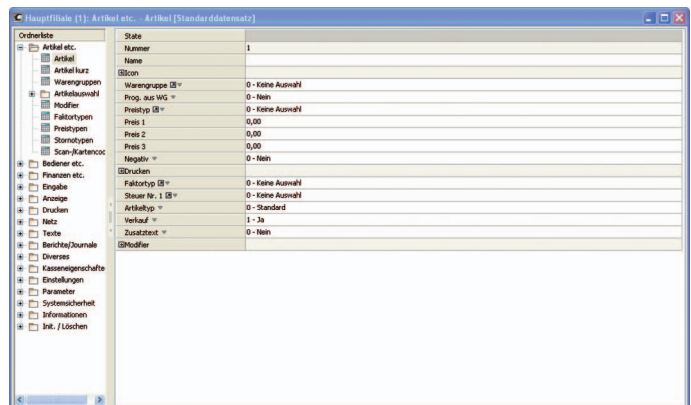 Hauptfiliale (1): Artikel etc. - Artikel [Standarddatensatz]
Ordnerliste
Artikel etc.
Artikel
Artikel kurz
Warengruppen
Artikelauswahl
Modifier
Faktortypen
Preistypen
Stornotypen
Scan-/Kartencoc
Bediener etc.
Finanzen etc.
Eingabe
Anzeige
Drucken
Netz
Texte
Berichte/Journale
Diverses
Kasseneigenschafte
Einstellungen
Parameter
Systemsicherheit
Informationen
Init. / Löschen
State
Nummer 1
Name
Icon
Warengruppe 0 - Keine Auswahl
Prog. aus WG 0 - Nein
Preistyp 0 - Keine Auswahl
Preis 1 0,00
Preis 2 0,00
Preis 3 0,00
Negativ 0 - Nein
Drucken
Faktortyp 0 - Keine Auswahl
Steuer Nr. 1 0 - Keine Auswahl
Artikeltyp 0 - Standard
Verkauf 1 - Ja
Zusatztext 0 - Nein
Modifier